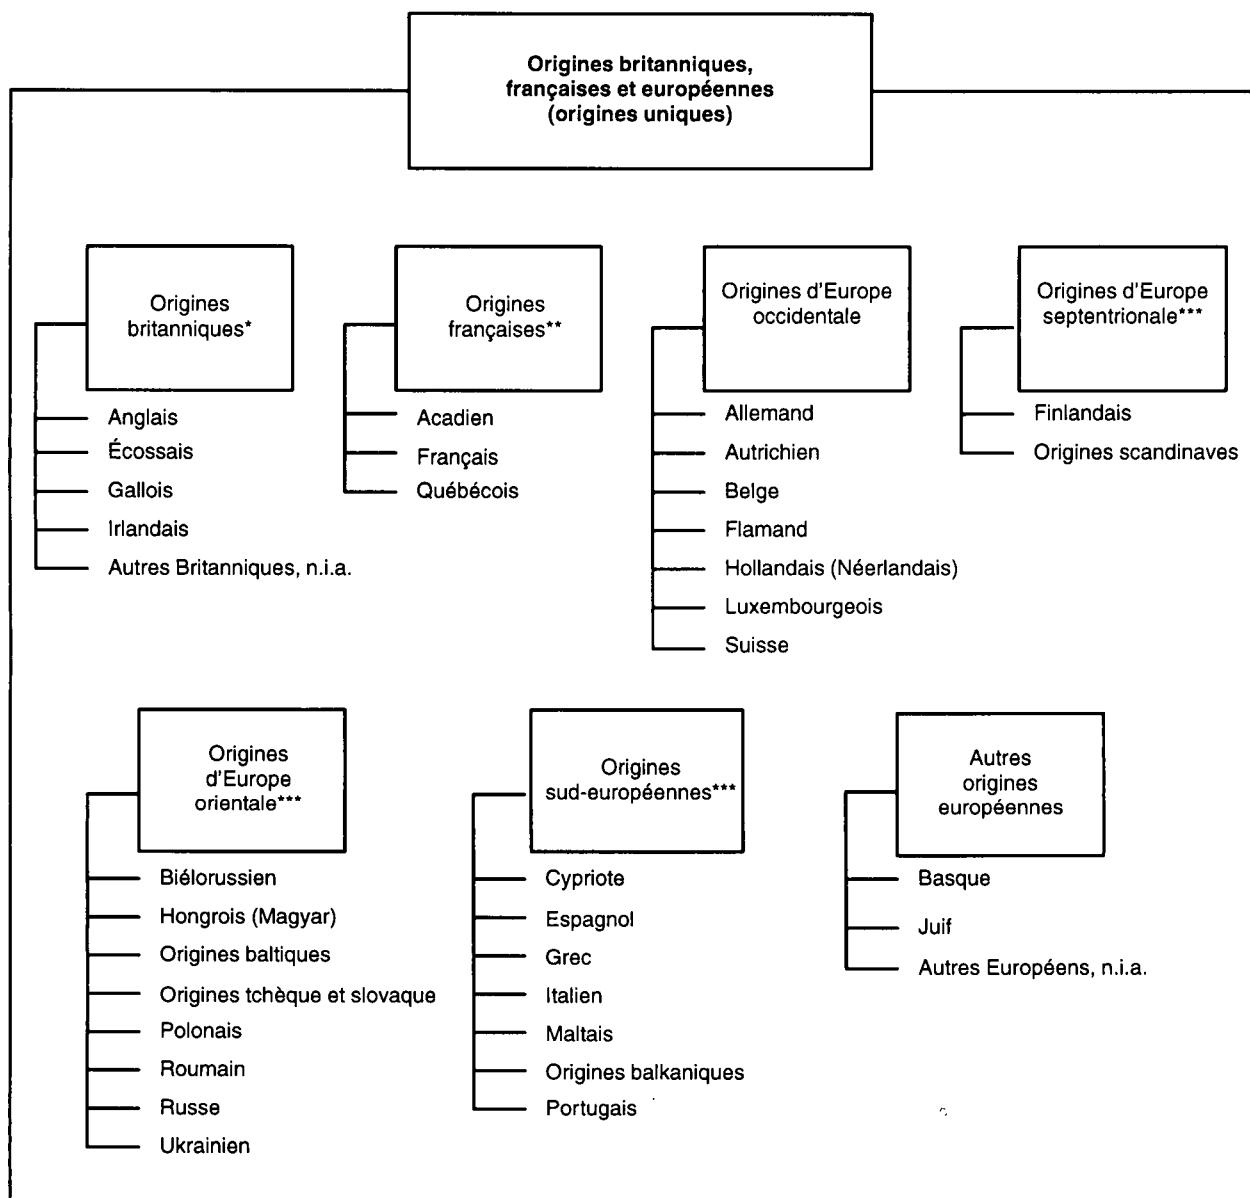 Origines britanniques,
françaises et européennes
(origines uniques)
Origines
britanniques*
Anglais
Écossais
Gallois
Irlandais
Autres Britanniques, n.i.a.
Origines
françaises**
Acadien
Français
Québécois
Origines d'Europe
occidentale
Allemand
Autrichien
Belge
Flamand
Hollandais (Néerlandais)
Luxembourgeois
Suisse
Origines d'Europe
septentrionale***
Finlandais
Origines scandinaves
Origines
d'Europe
orientale***
Biélorussien
Hongrois (Magyar)
Origines baltiques
Origines tchèque et slovaque
Polonais
Roumain
Russe
Ukrainien
Origines
sud-européennes***
Cypriote
Espagnol
Grec
Italien
Maltais
Origines balkaniques
Portugais
Autres
origines
européennes
Basque
Juif
Autres Européens, n.i.a.